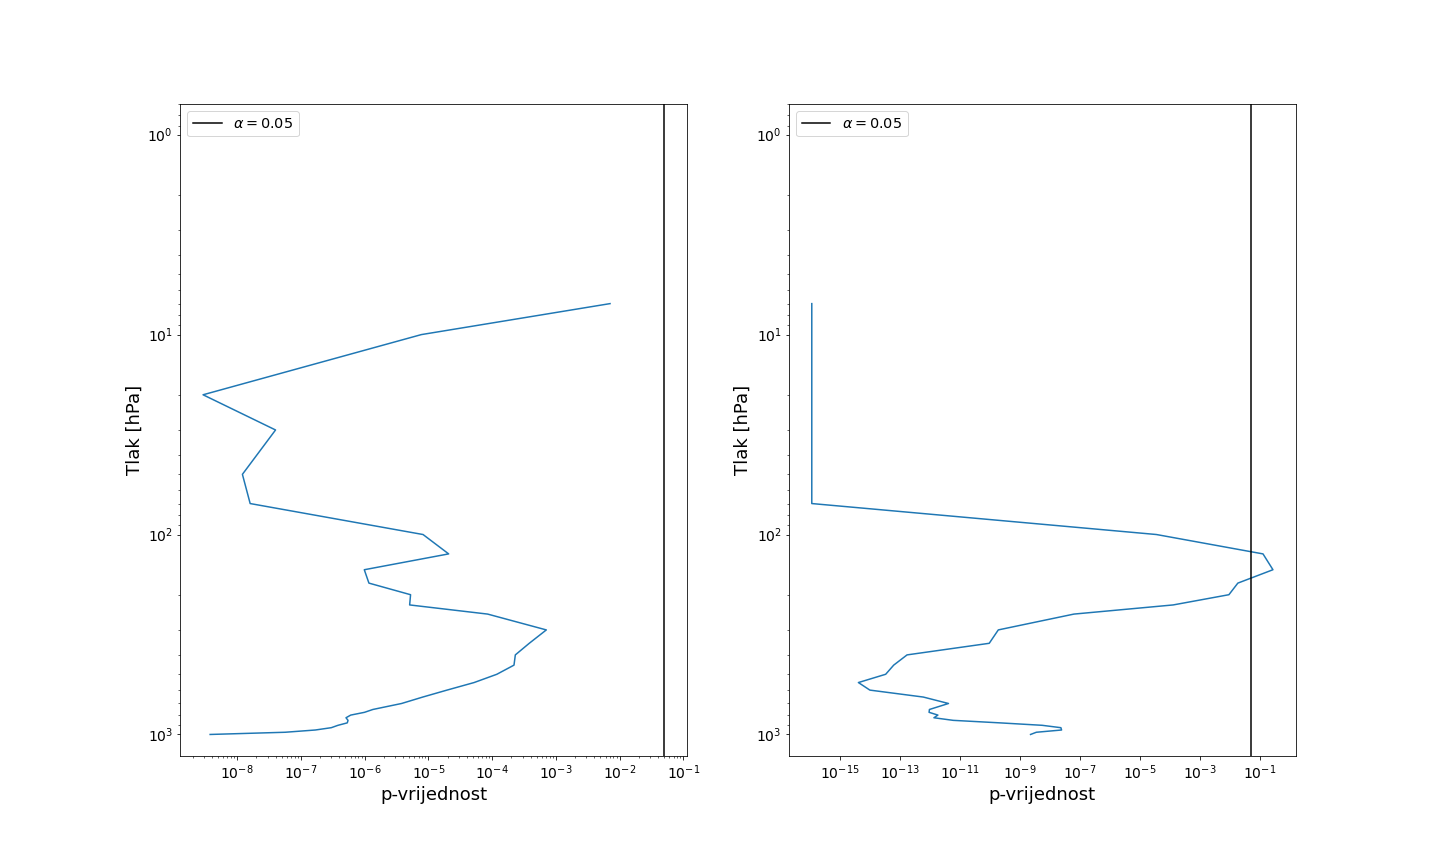 α = 0.05
10⁰
10¹
10²
10³
Tlak [hPa]
10⁻⁸ 10⁻⁷ 10⁻⁶ 10⁻⁵ 10⁻⁴ 10⁻³ 10⁻² 10⁻¹
p-vrijednost
α = 0.05
10⁰
10¹
10²
10³
Tlak [hPa]
10⁻¹⁵ 10⁻¹³ 10⁻¹¹ 10⁻⁹ 10⁻⁷ 10⁻⁵ 10⁻³ 10⁻¹
p-vrijednost